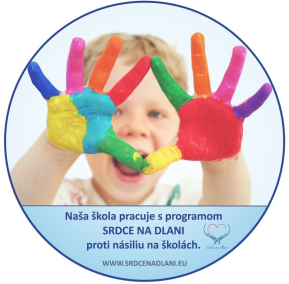 Naša škola pracuje s programom
SRDCE NA DLANI
proti násiliu na školách.
WWW.SRDCENADLANI.EU